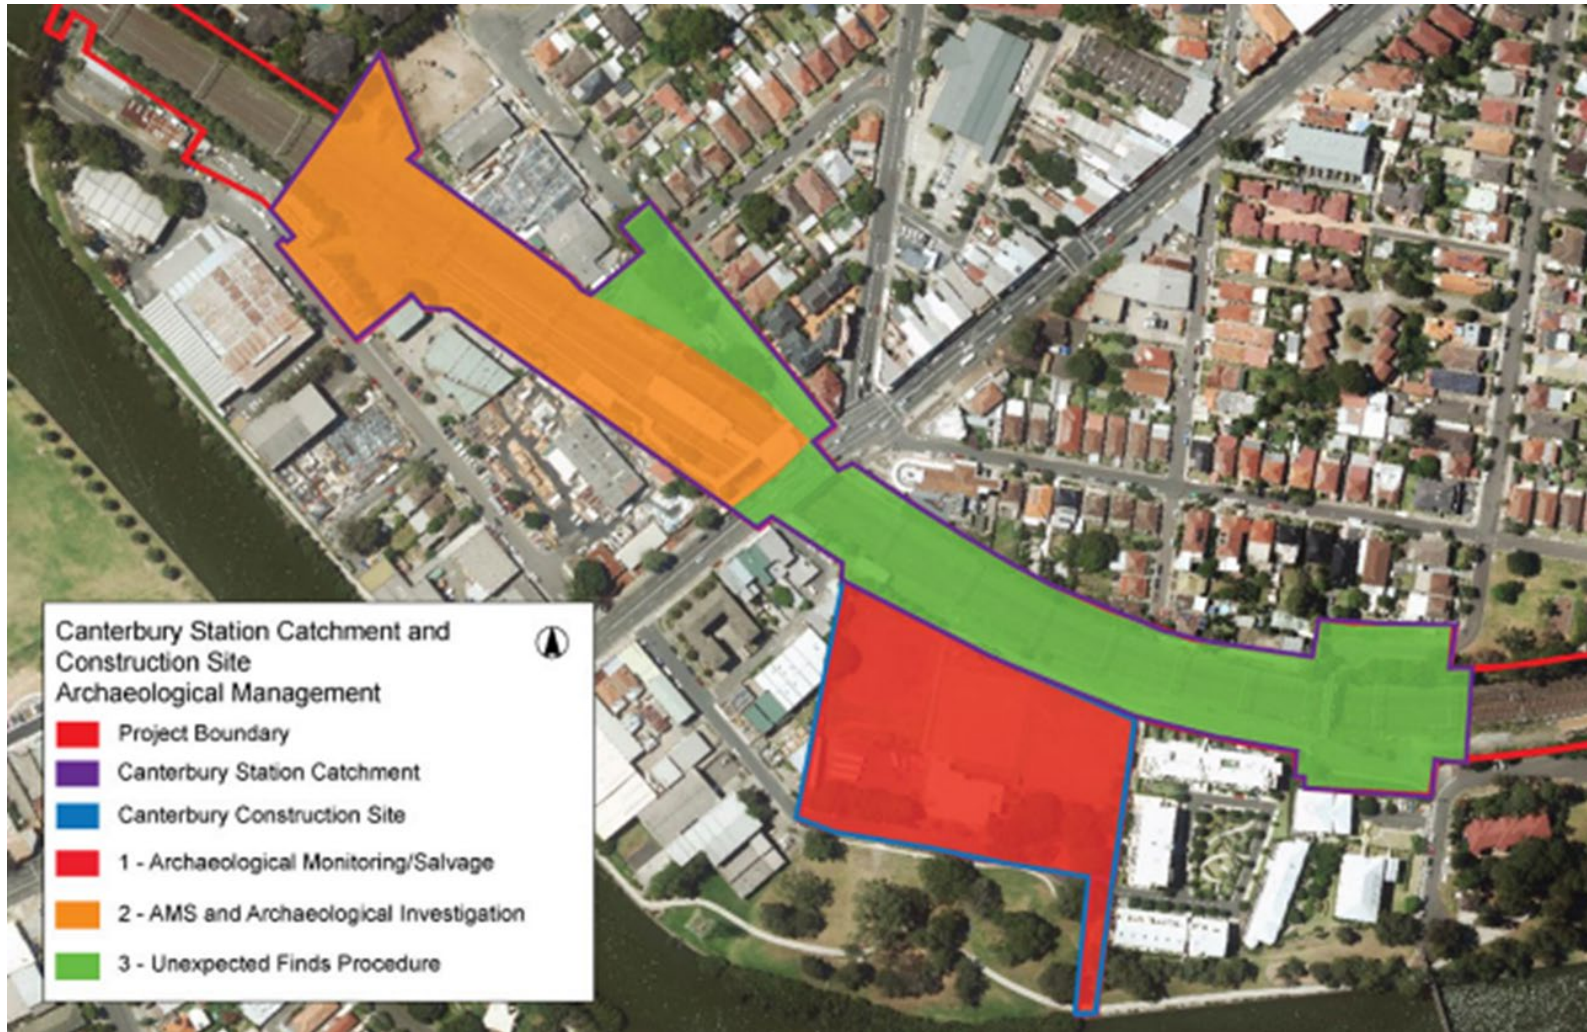 Canterbury Station Catchment and
Construction Site
Archaeological Management
Project Boundary
Canterbury Station Catchment
Canterbury Construction Site
1 - Archaeological Monitoring/Salvage
2 - AMS and Archaeological Investigation
3 - Unexpected Finds Procedure